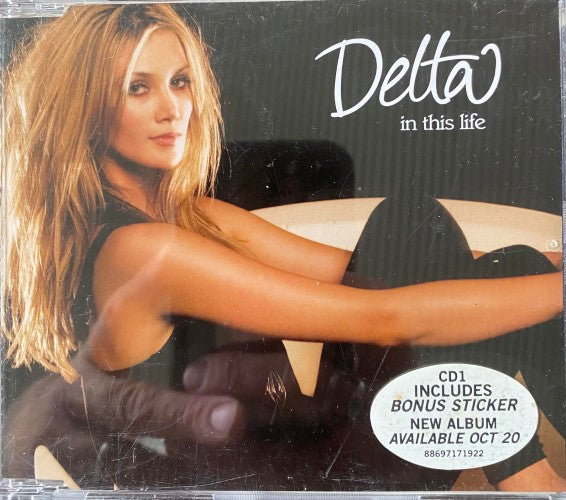 Delta
in this life
CD1
INCLUDES
BONUS STICKER
NEW ALBUM
AVAILABLE OCT 20
88697171922